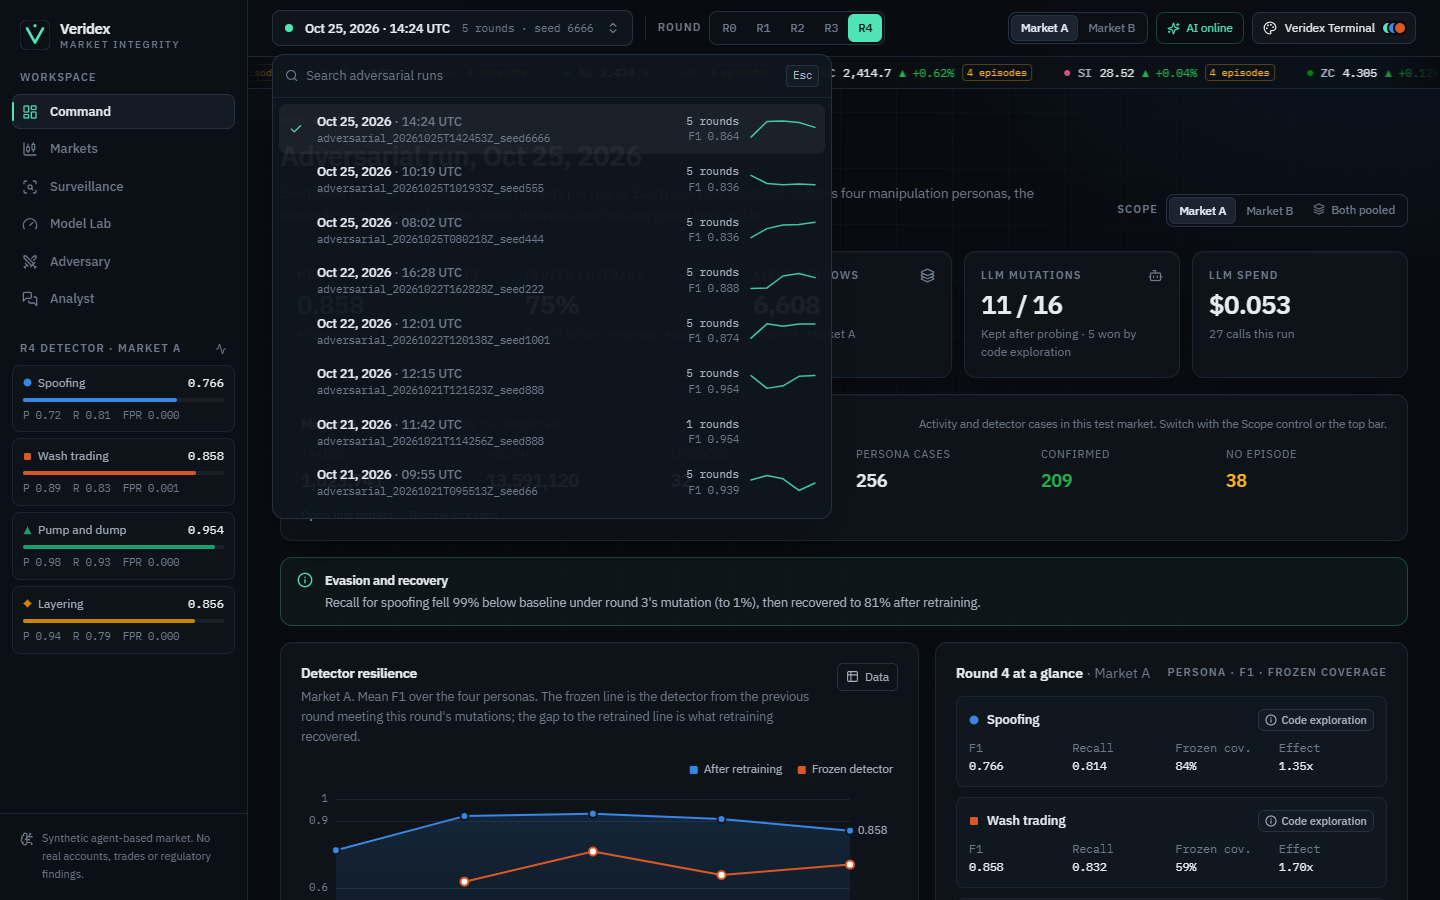 Veridex
MARKET INTEGRITY
WORKSPACE
Command
Markets
Surveillance
Model Lab
Adversary
Analyst
R4 DETECTOR · MARKET A
Spoofing 0.766
P 0.72 R 0.81 FPR 0.000
Wash trading 0.858
P 0.89 R 0.83 FPR 0.001
Pump and dump 0.954
P 0.98 R 0.93 FPR 0.000
Layering 0.856
P 0.94 R 0.79 FPR 0.000
Synthetic agent-based market. No
real accounts, trades or regulatory
findings.
Oct 25, 2026 · 14:24 UTC 5 rounds · seed 6666
ROUND R0 R1 R2 R3 R4
Market A Market B
AI online
Veridex Terminal
2,414.7 ▲ +0.62% 4 episodes SI 28.52 ▲ +0.04% 4 episodes ZC 4.305 ▲
Search adversarial runs Esc
Oct 25, 2026 · 14:24 UTC 5 rounds
adversarial_20261025T142453Z_seed6666 F1 0.864
Oct 25, 2026 · 10:19 UTC 5 rounds
adversarial_20261025T101933Z_seed555 F1 0.836
Oct 25, 2026 · 08:02 UTC 5 rounds
adversarial_20261025T080218Z_seed444 F1 0.836
Oct 22, 2026 · 16:28 UTC 5 rounds
adversarial_20261022T162828Z_seed222 F1 0.888
Oct 22, 2026 · 12:01 UTC 5 rounds
adversarial_20261022T120138Z_seed1001 F1 0.874
Oct 21, 2026 · 12:15 UTC 5 rounds
adversarial_20261021T121523Z_seed888 F1 0.954
Oct 21, 2026 · 11:42 UTC 1 rounds
adversarial_20261021T114256Z_seed888 F1 0.954
Oct 21, 2026 · 09:55 UTC 5 rounds
adversarial_20261021T095513Z_seed66 F1 0.939
Adversarial run, Oct 25, 2026
four manipulation personas, the
SCOPE Market A Market B Both pooled
0.858
75%
6,608
LLM MUTATIONS
11 / 16
Kept after probing · 5 won by
code exploration
LLM SPEND
$0.053
27 calls this run
Activity and detector cases in this test market. Switch with the Scope control or the top bar.
PERSONA CASES CONFIRMED NO EPISODE
256 209 38
Evasion and recovery
Recall for spoofing fell 99% below baseline under round 3's mutation (to 1%), then recovered to 81% after retraining.
Detector resilience
Data
Market A. Mean F1 over the four personas. The frozen line is the detector from the previous
round meeting this round's mutations; the gap to the retrained line is what retraining
recovered.
After retraining Frozen detector
1
0.9
0.858
0.6
Round 4 at a glance · Market A PERSONA · F1 · FROZEN COVERAGE
Spoofing Code exploration
F1 Recall Frozen cov. Effect
0.766 0.814 84% 1.35x
Wash trading Code exploration
F1 Recall Frozen cov. Effect
0.858 0.832 59% 1.70x